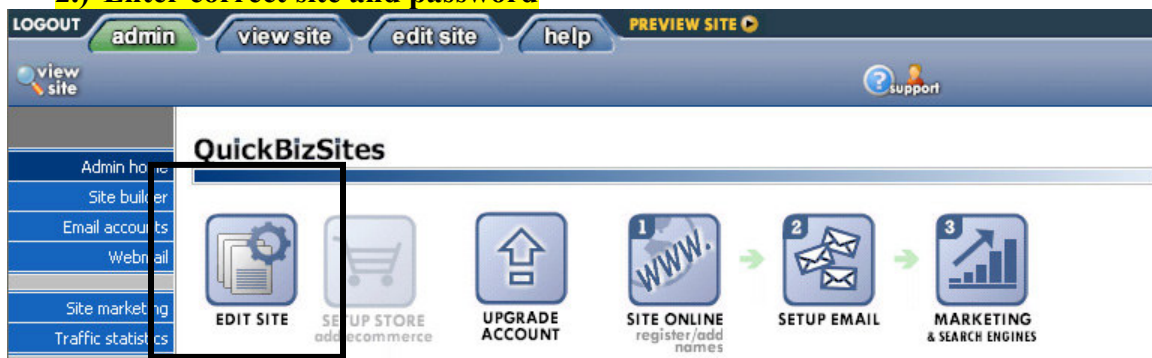 2.) Enter correct site and password
LOGOUT admin view site edit site help PREVIEW SITE
view site
? support
QuickBizSites
Admin home
Site builder
Email accounts
Webmail
Site marketing
Traffic statistics
EDIT SITE
SETUP STORE
add ecommerce
UPGRADE
ACCOUNT
1
WWW.
SITE ONLINE
register/add
names
2
SETUP EMAIL
3
MARKETING
& SEARCH ENGINES